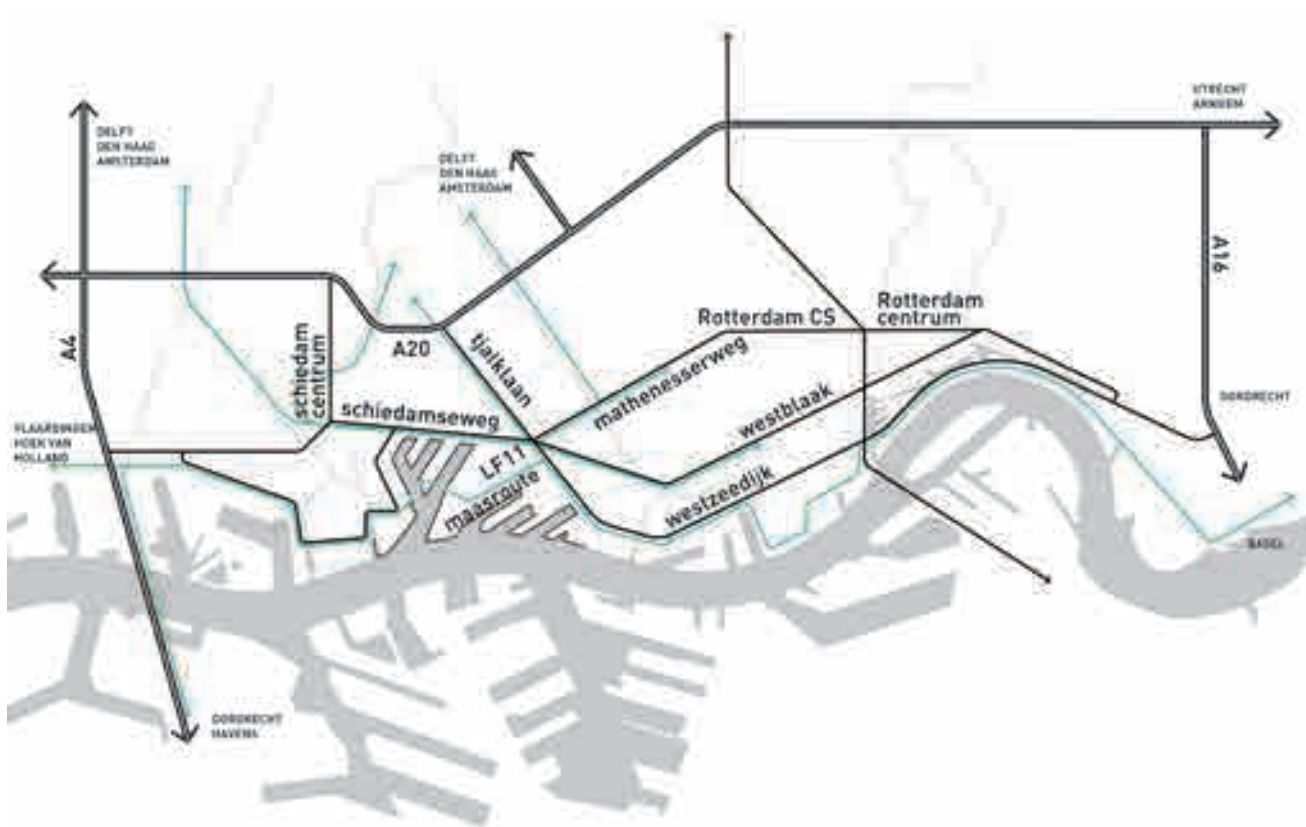 UTRECHT
ARNHEM
DELFT
DEN HAAG
AMSTERDAM
DELFT
DEN HAAG
AMSTERDAM
A16
A4
A20
schiedam
centrum
tjalklaan
Rotterdam CS
Rotterdam
centrum
mathenesserweg
schiedamseweg
westblaak
DORDRECHT
VLAARDINGEN
HOEK VAN
HOLLAND
LF11
maasroute
westzeedijk
BASEL
DORDRECHT
HAVENS